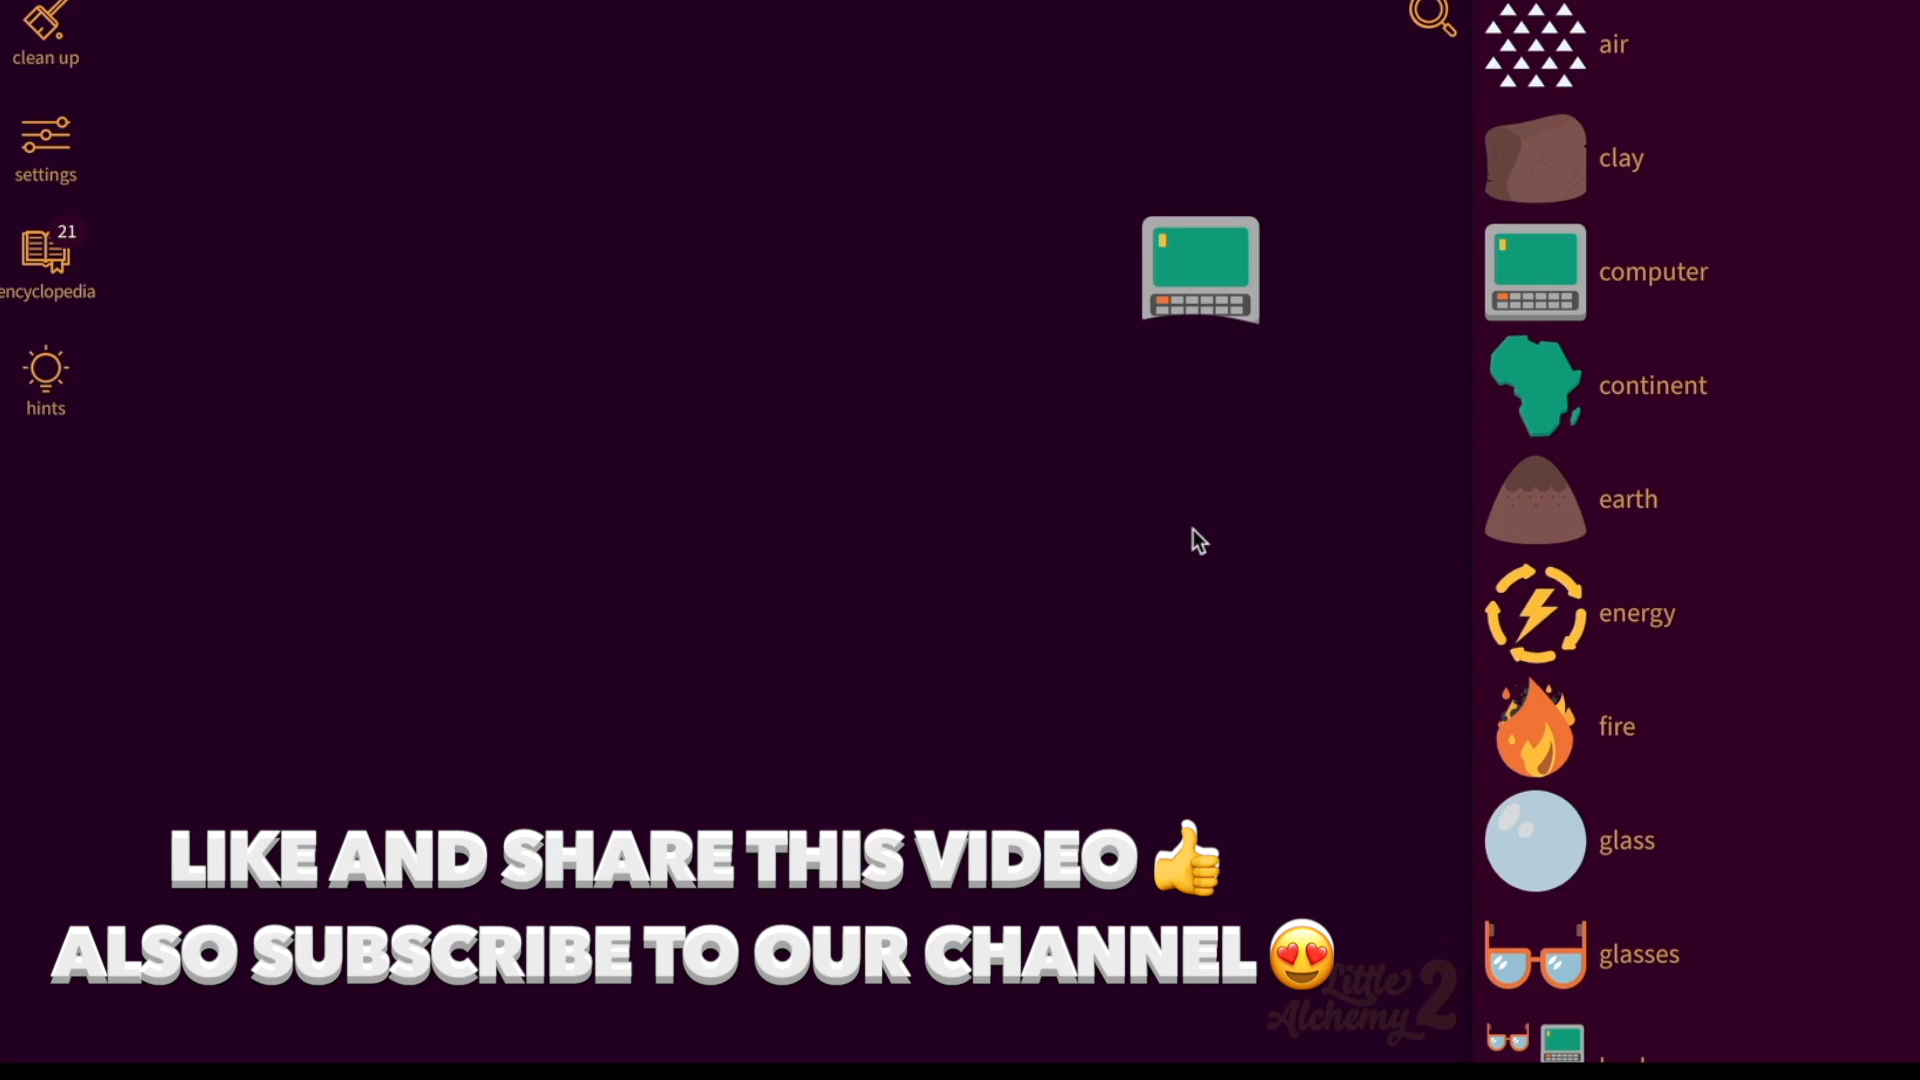 clean up
settings
21
encyclopedia
hints
air
clay
computer
continent
earth
energy
fire
glass
glasses
LIKE AND SHARE THIS VIDEO 👍
ALSO SUBSCRIBE TO OUR CHANNEL 😍
Little
Alchemy 2